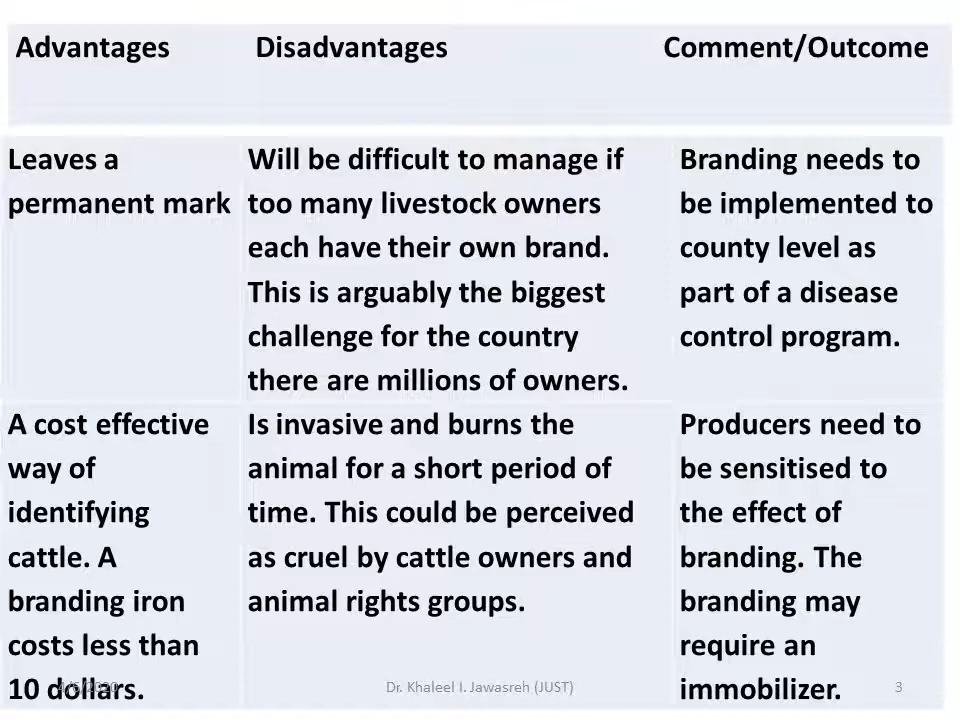 Advantages Disadvantages Comment/Outcome
Leaves a
permanent mark
Will be difficult to manage if
too many livestock owners
each have their own brand.
This is arguably the biggest
challenge for the country
there are millions of owners.
Branding needs to
be implemented to
county level as
part of a disease
control program.
A cost effective
way of
identifying
cattle. A
branding iron
costs less than
10 dollars.
Is invasive and burns the
animal for a short period of
time. This could be perceived
as cruel by cattle owners and
animal rights groups.
Producers need to
be sensitised to
the effect of
branding. The
branding may
require an
immobilizer.
Dr. Khaleel I. Jawasreh (JUST)
3